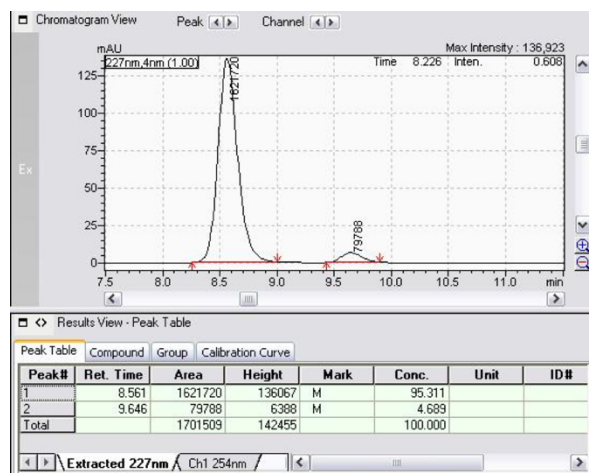 Chromatogram View Peak Channel
mAU Max Intensity : 136,923
227nm,4nm (1.00) Time 8.226 Inten. 0.608
125
100
75
50
25
0
1621720
79788
7.5 8.0 8.5 9.0 9.5 10.0 10.5 11.0 min
Ex
Results View - Peak Table
Peak Table Compound Group Calibration Curve
Peak# Ret. Time Area Height Mark Conc. Unit ID#
1 8.561 1621720 136067 M 95.311
2 9.646 79788 6388 M 4.689
Total 1701509 142455 100.000
Extracted 227nm Ch1 254nm